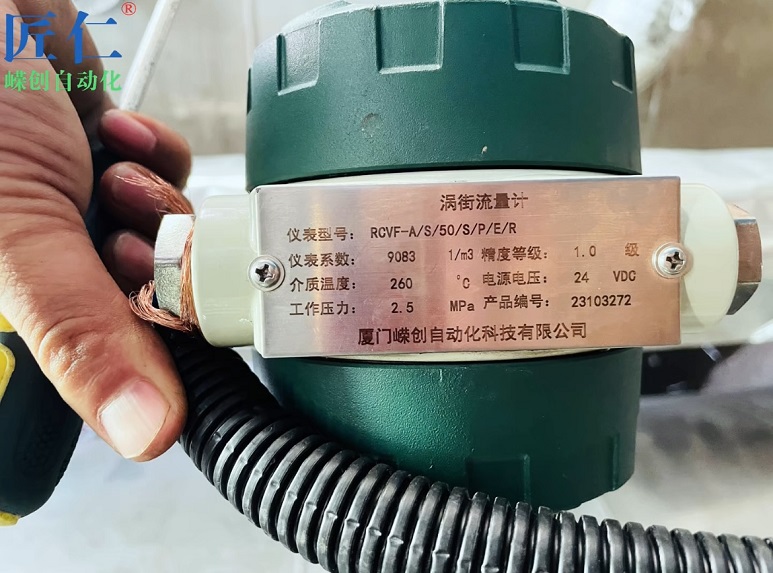 匠仁®
嵘创自动化
涡街流量计
仪表型号: RCVF-A/S/50/S/P/E/R
仪表系数: 9083 1/m3 精度等级: 1.0 级
介质温度: 260 °C 电源电压: 24 VDC
工作压力: 2.5 MPa 产品编号: 23103272
厦门嵘创自动化科技有限公司